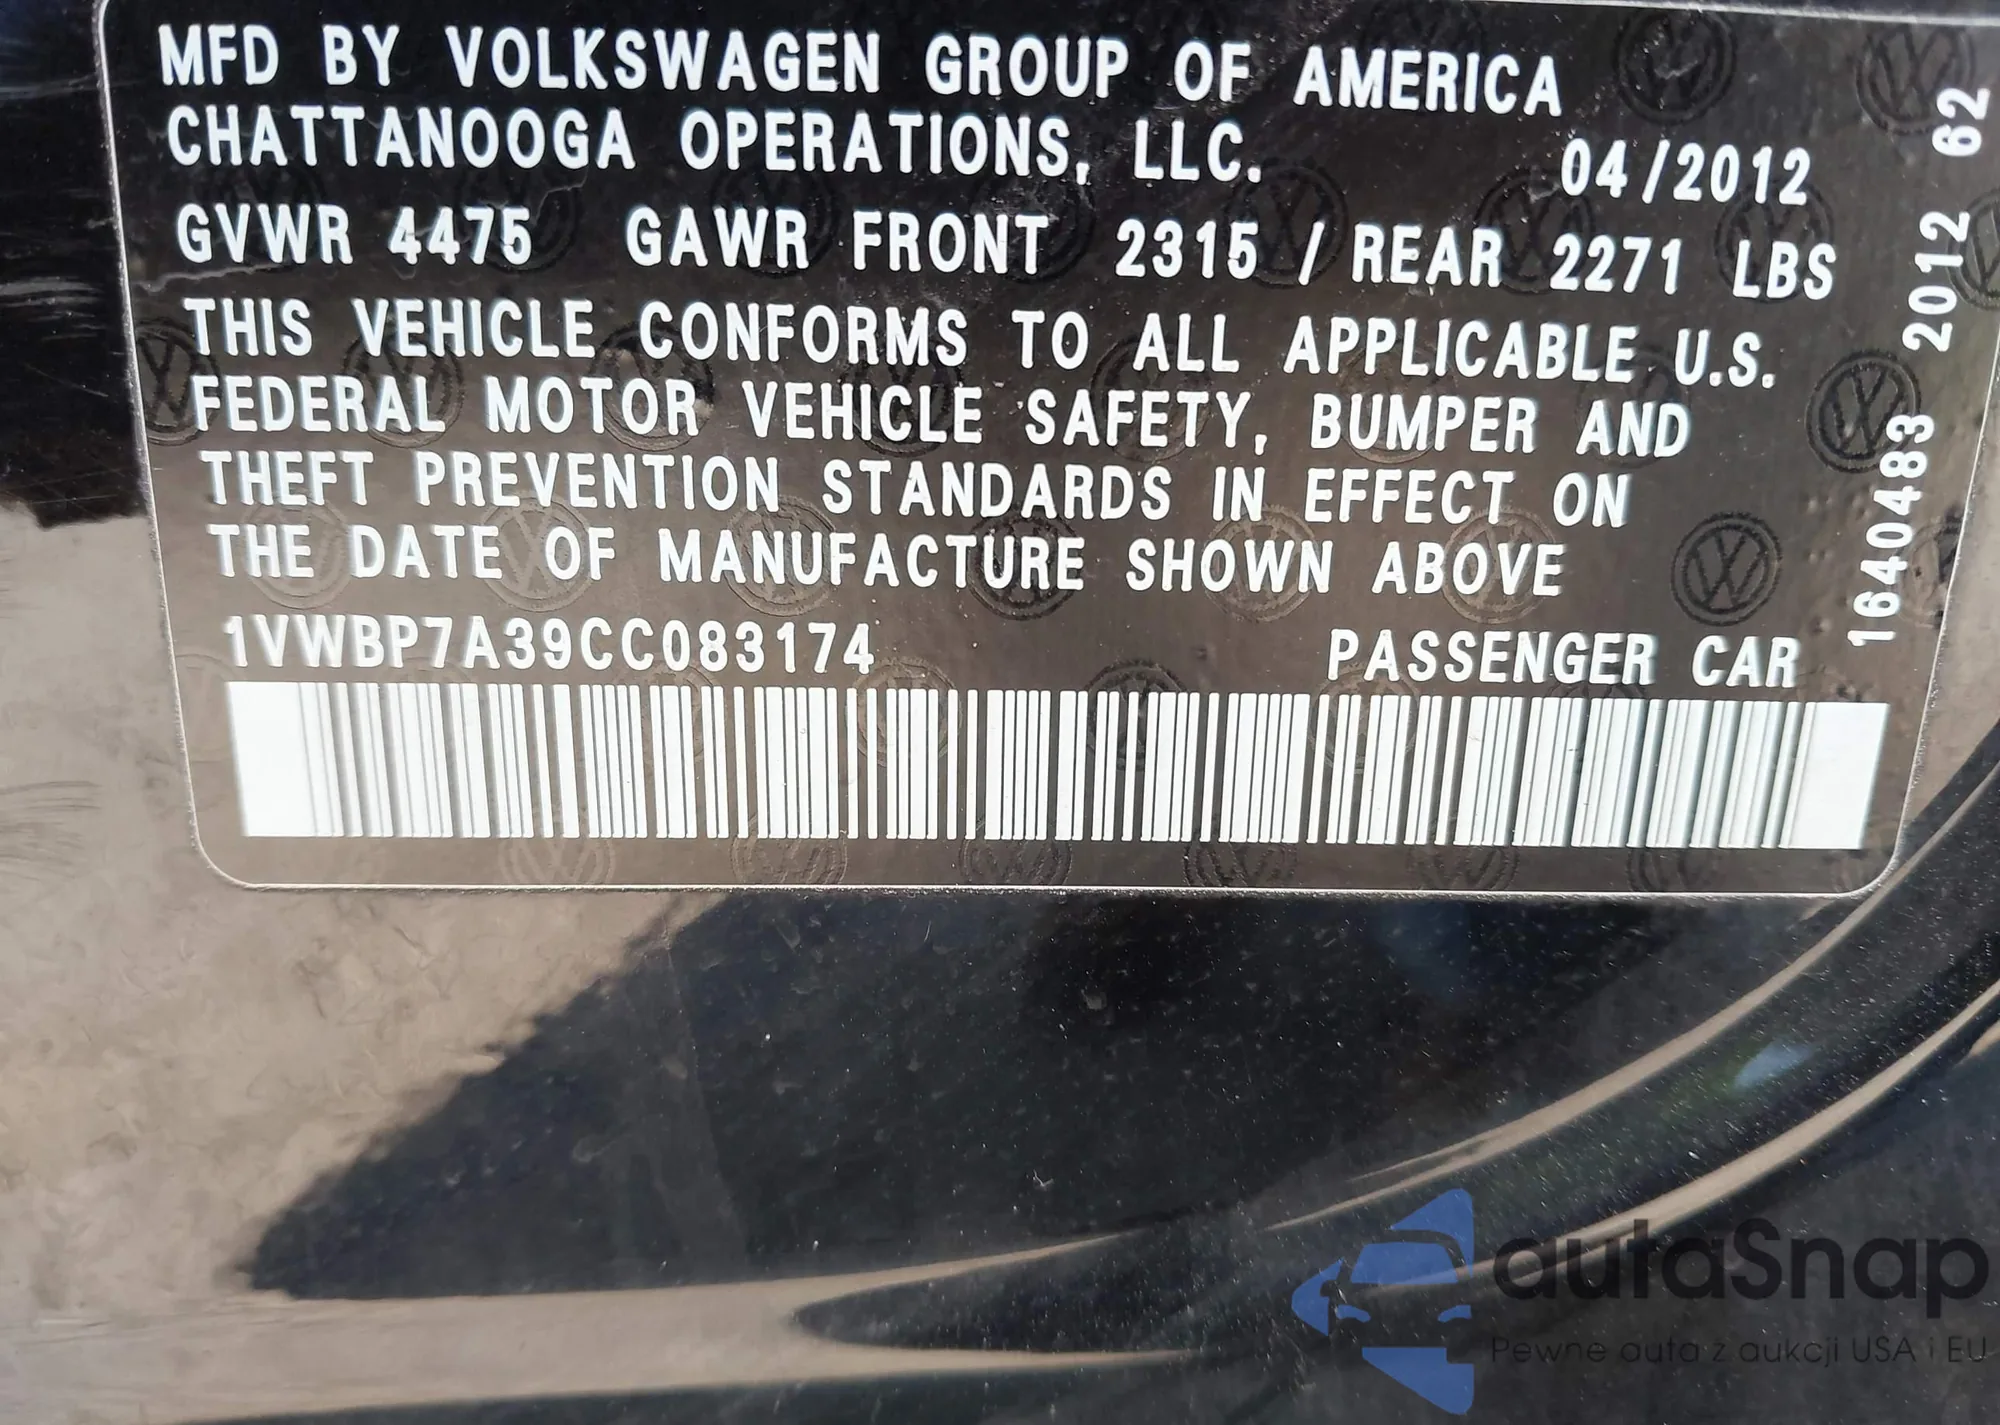 MFD BY VOLKSWAGEN GROUP OF AMERICA
CHATTANOOGA OPERATIONS, LLC.
04/2012
GVWR 4475 GAWR FRONT 2315 / REAR 2271 LBS
THIS VEHICLE CONFORMS TO ALL APPLICABLE U.S.
FEDERAL MOTOR VEHICLE SAFETY, BUMPER AND
THEFT PREVENTION STANDARDS IN EFFECT ON
THE DATE OF MANUFACTURE SHOWN ABOVE
1VWBP7A39CC083174 PASSENGER CAR
1640483 2012 62
autaSnap
Pewne auta z aukcji USA i EU